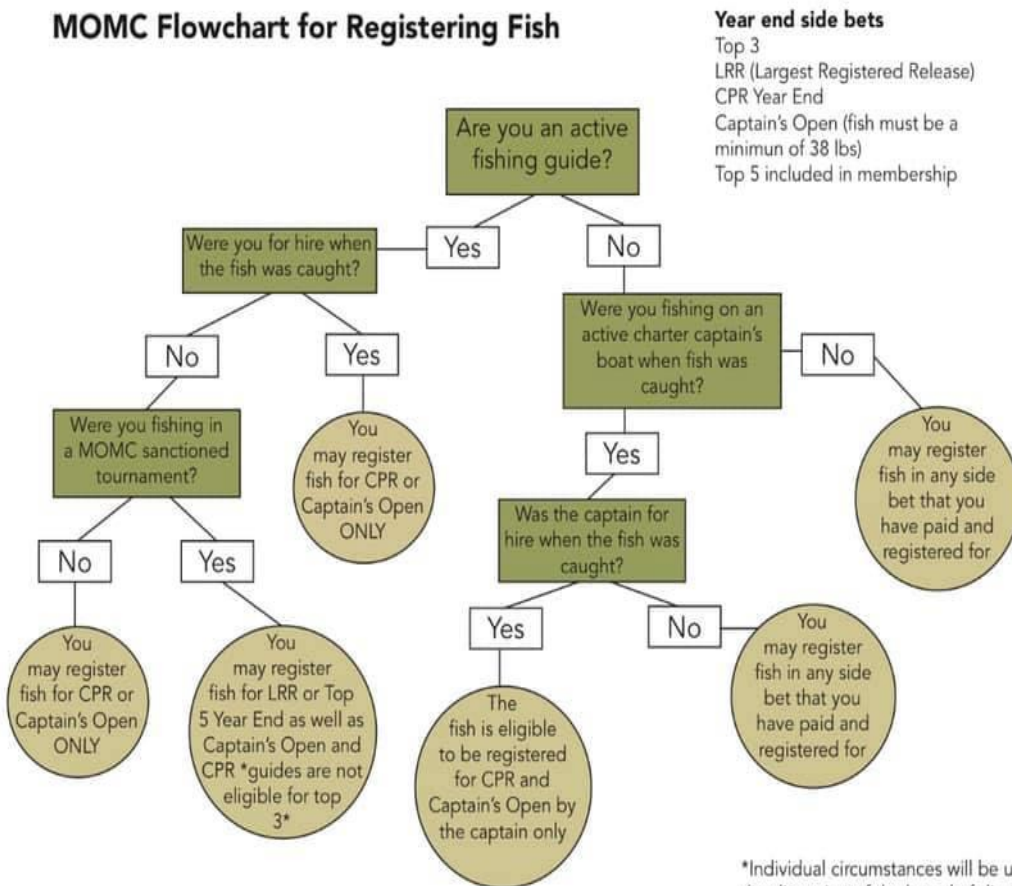 MOMC Flowchart for Registering Fish
Year end side bets
Top 3
LRR (Largest Registered Release)
CPR Year End
Captain's Open (fish must be a
minimun of 38 lbs)
Top 5 included in membership
Are you an active
fishing guide?
Yes
No
Were you for hire when
the fish was caught?
No
Yes
Were you fishing on an
active charter captain's
boat when fish was
caught?
No
Were you fishing in
a MOMC sanctioned
tournament?
You
may register
fish for CPR or
Captain's Open
ONLY
Yes
You
may register
fish in any side
bet that you
have paid and
registered for
No
Yes
Was the captain for
hire when the fish was
caught?
Yes
No
You
may register
fish for CPR or
Captain's Open
ONLY
You
may register
fish for LRR or Top
5 Year End as well as
Captain's Open and
CPR *guides are not
eligible for top
3*
The
fish is eligible
to be registered
for CPR and
Captain's Open by
the captain only
You
may register
fish in any side
bet that you
have paid and
registered for
*Individual circumstances will be